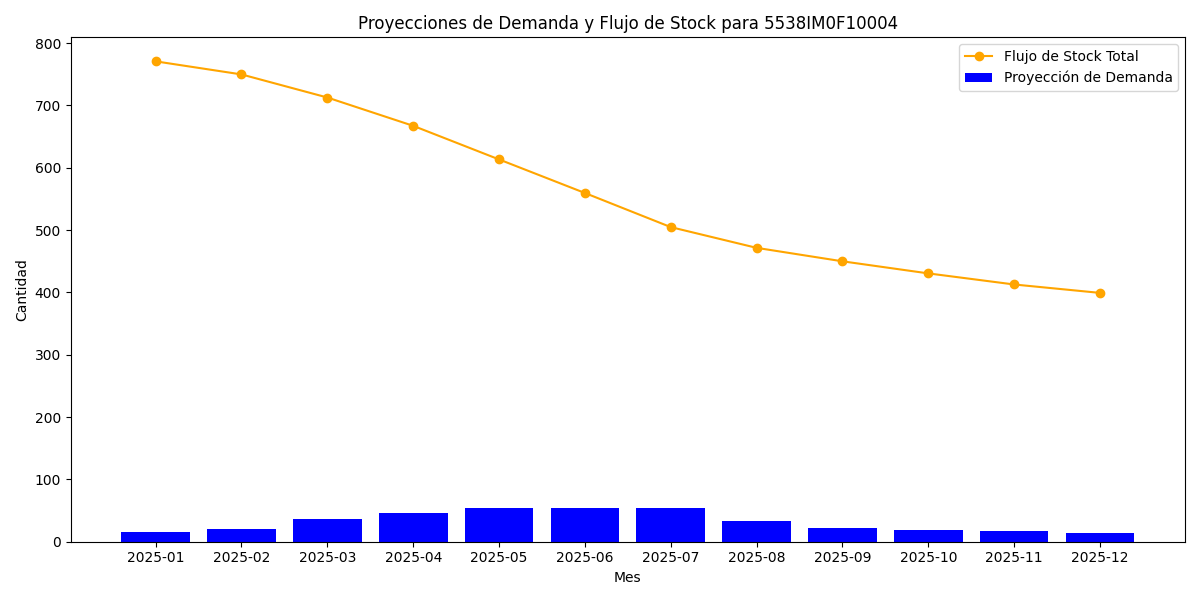 Proyecciones de Demanda y Flujo de Stock para 5538IM0F10004
Flujo de Stock Total
Proyección de Demanda
Cantidad
800
700
600
500
400
300
200
100
0
2025-01 2025-02 2025-03 2025-04 2025-05 2025-06 2025-07 2025-08 2025-09 2025-10 2025-11 2025-12
Mes